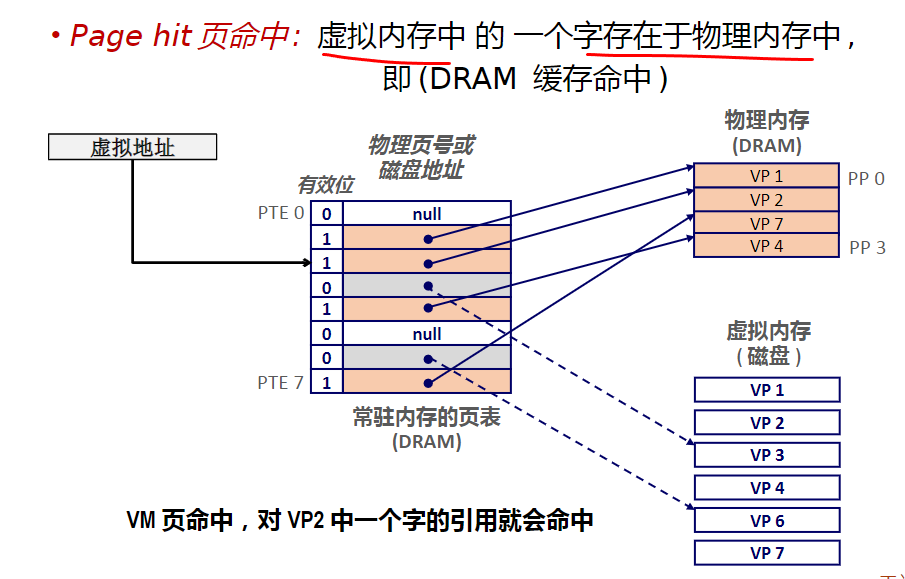 • Page hit 页命中: 虚拟内存中 的 一个字存在于物理内存中,
即 (DRAM 缓存命中)
虚拟地址
物理页号或
磁盘地址
有效位
PTE 0
0
null
1
1
0
1
0
null
0
PTE 7
1
常驻内存的页表
(DRAM)
物理内存
(DRAM)
VP 1
PP 0
VP 2
VP 7
VP 4
PP 3
虚拟内存
( 磁盘 )
VP 1
VP 2
VP 3
VP 4
VP 6
VP 7
VM 页命中 , 对 VP2 中一个字的引用就会命中